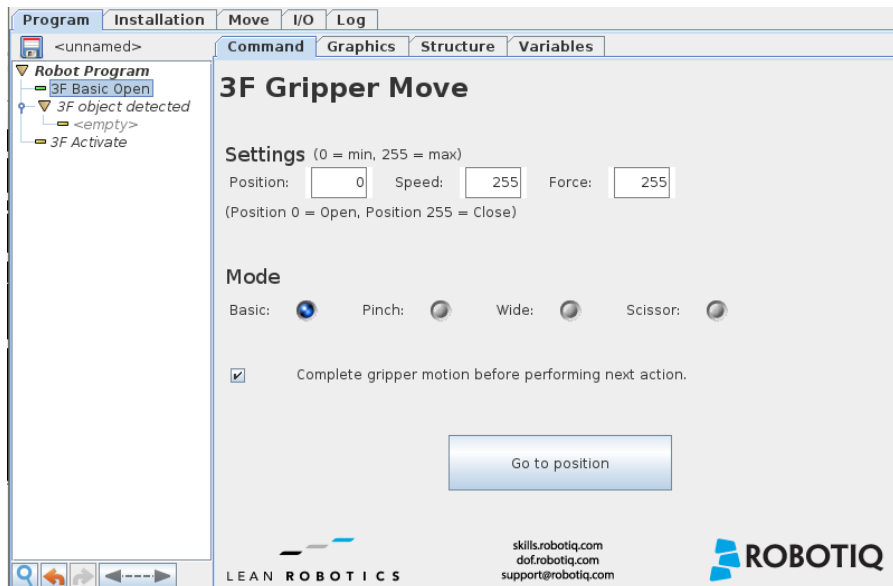 Program Installation Move I/O Log
<unnamed>
Command Graphics Structure Variables
Robot Program
3F Basic Open
3F object detected
<empty>
3F Activate
3F Gripper Move
Settings (0 = min, 255 = max)
Position: 0 Speed: 255 Force: 255
(Position 0 = Open, Position 255 = Close)
Mode
Basic: Pinch: Wide: Scissor:
Complete gripper motion before performing next action.
Go to position
LEAN ROBOTICS
skills.robotiq.com
dof.robotiq.com
support@robotiq.com
ROBOTIQ